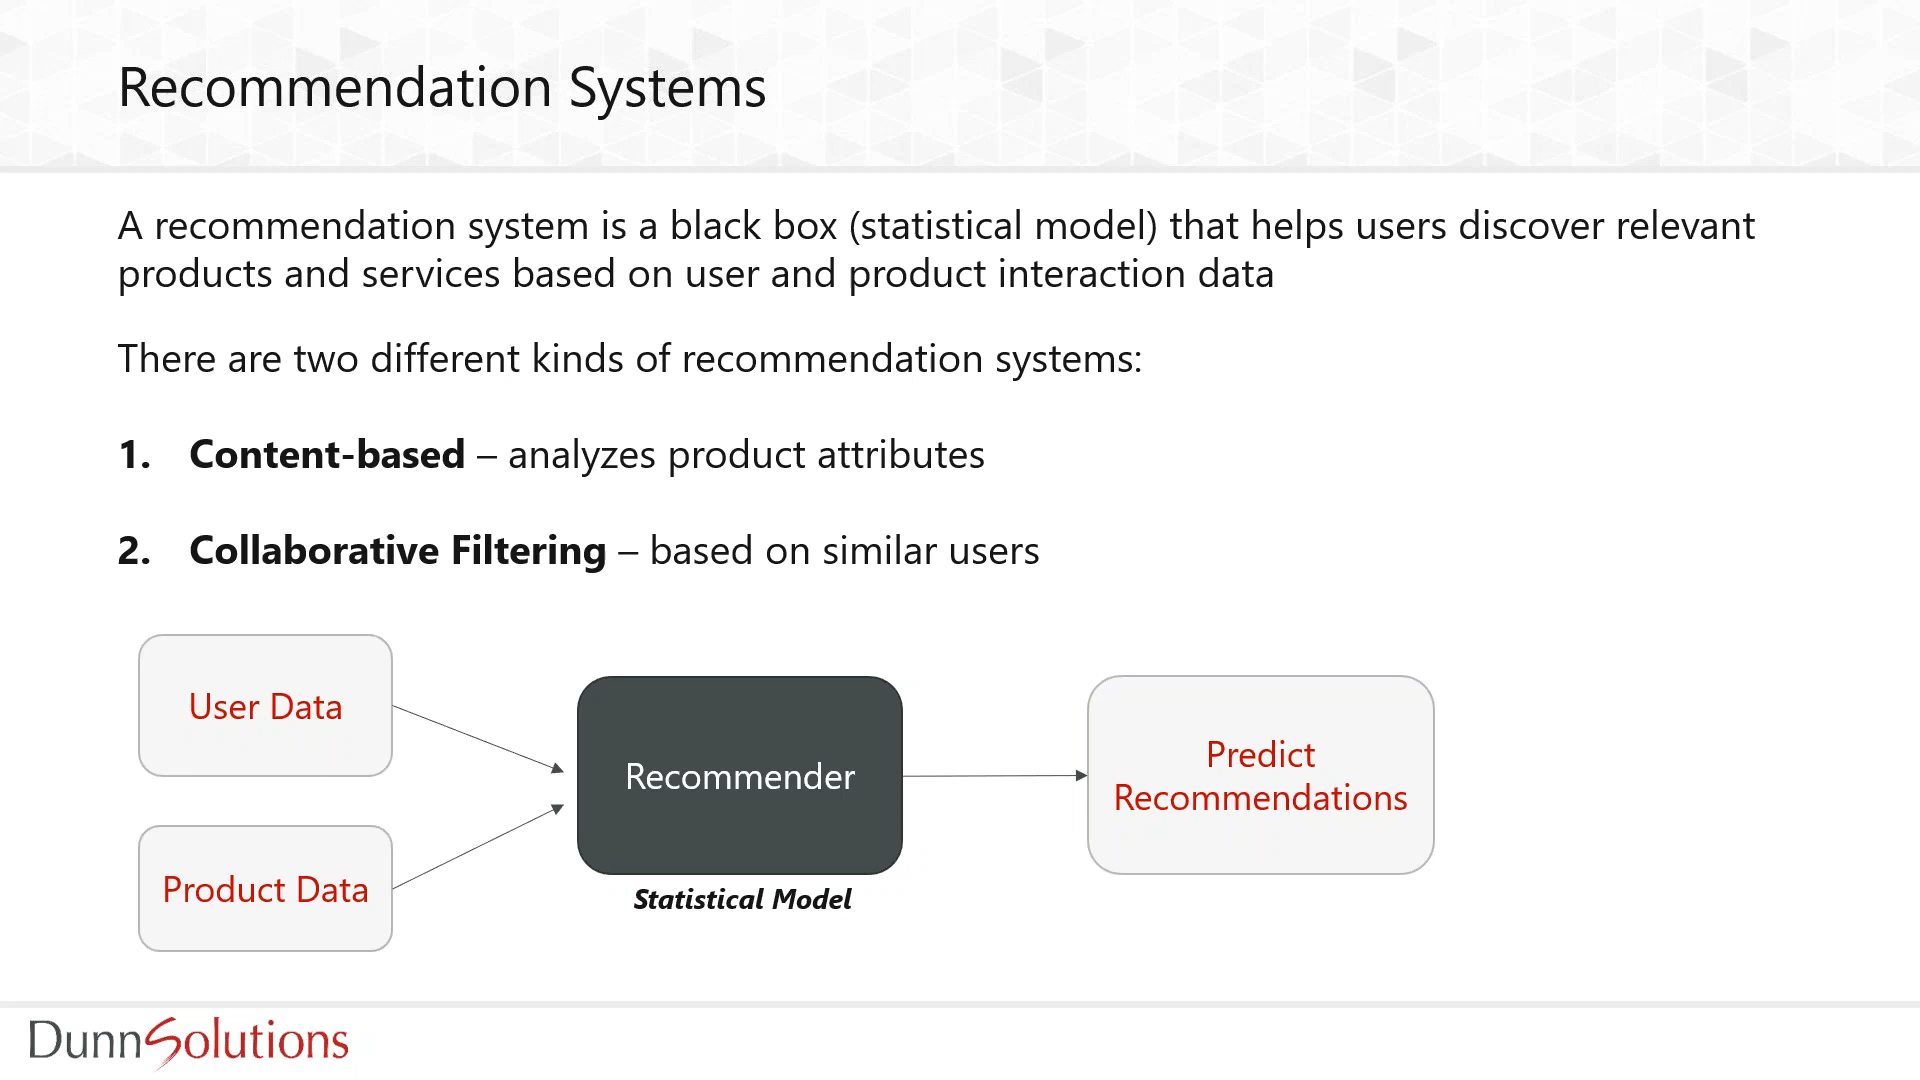 Recommendation Systems
A recommendation system is a black box (statistical model) that helps users discover relevant
products and services based on user and product interaction data
There are two different kinds of recommendation systems:
1. Content-based – analyzes product attributes
2. Collaborative Filtering – based on similar users
User Data
Product Data
Recommender
Statistical Model
Predict
Recommendations
DunnSolutions